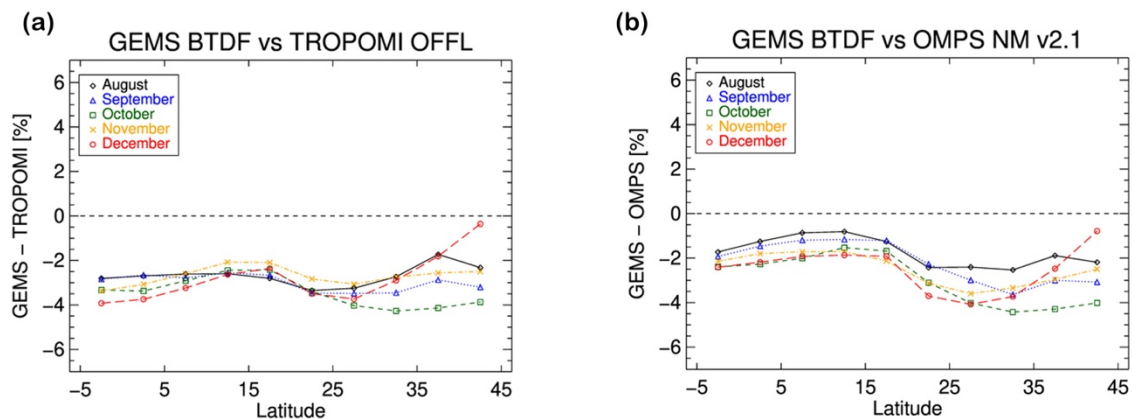 (a)
GEMS BTDF vs TROPOMI OFFL
August
September
October
November
December
GEMS − TROPOMI [%]
6
4
2
0
−2
−4
−6
−5 5 15 25 35 45
Latitude
(b)
GEMS BTDF vs OMPS NM v2.1
August
September
October
November
December
GEMS − OMPS [%]
6
4
2
0
−2
−4
−6
−5 5 15 25 35 45
Latitude